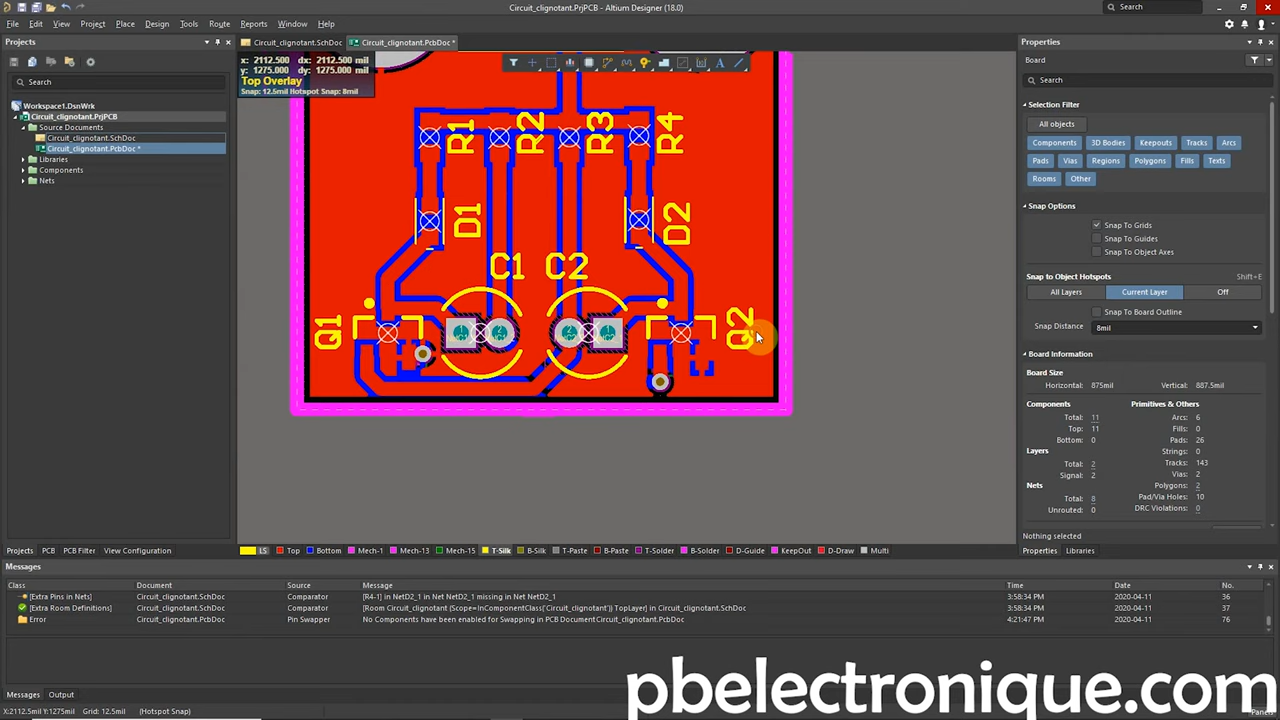 Circuit_clignotant.PrjPCB - Altium Designer (18.0)
Search
File Edit View Project Place Design Tools Route Reports Window Help
Projects
Circuit_clignotant.SchDoc
Circuit_clignotant.PcbDoc *
Properties
Board
Search
Search
Workspace1.DsnWrk
Circuit_clignotant.PrjPCB
Source Documents
Circuit_clignotant.SchDoc
Circuit_clignotant.PcbDoc *
Libraries
Components
Nets
x: 2112.500 dx: 2112.500 mil
y: 1275.000 dy: 1275.000 mil
Top Overlay
Snap: 12.5mil Hotspot Snap: 8mil
R1
R2
R3
R4
D1
D2
C1
C2
Q1
Q2
Selection Filter
All objects
Components 3D Bodies Keepouts Tracks Arcs
Pads Vias Regions Polygons Fills Texts
Rooms Other
Snap Options
Snap To Grids
Snap To Guides
Snap To Object Axes
Snap to Object Hotspots Shift+E
All Layers Current Layer Off
Snap To Board Outline
Snap Distance 8mil
Board Information
Board Size
Horizontal: 875mil Vertical: 887.5mil
Components Primitives & Others
Total: 11 Arcs: 6
Top: 11 Fills: 0
Bottom: 0 Pads: 26
Layers Strings: 0
Total: 2 Tracks: 143
Signal: 2 Vias: 2
Nets Polygons: 2
Total: 8 Pad/Via Holes: 10
Unrouted: 0 DRC Violations: 0
Nothing selected
Projects PCB PCB Filter View Configuration
LS Top Bottom Mech-1 Mech-13 Mech-15 T-Silk B-Silk T-Paste B-Paste T-Solder B-Solder D-Guide KeepOut D-Draw Multi
Properties Libraries
Messages
Class Document Source Message Time Date No.
[Extra Pins in Nets] Circuit_clignotant.SchDoc Comparator [R4-1] in NetD2_1 in Net NetD2_1 missing in Net NetD2_1 3:58:34 PM 2020-04-11 36
[Extra Room Definitions] Circuit_clignotant.SchDoc Comparator [Room Circuit_clignotant (Scope=InComponentClass('Circuit_clignotant')) TopLayer] in Circuit_clignotant.SchDoc 3:58:34 PM 2020-04-11 37
Error Circuit_clignotant.PcbDoc Pin Swapper No Components have been enabled for Swapping in PCB Document Circuit_clignotant.PcbDoc 4:21:47 PM 2020-04-11 76
pbelectronique.com
Messages Output
X:2112.5mil Y:1275mil Grid: 12.5mil (Hotspot Snap)
Panels